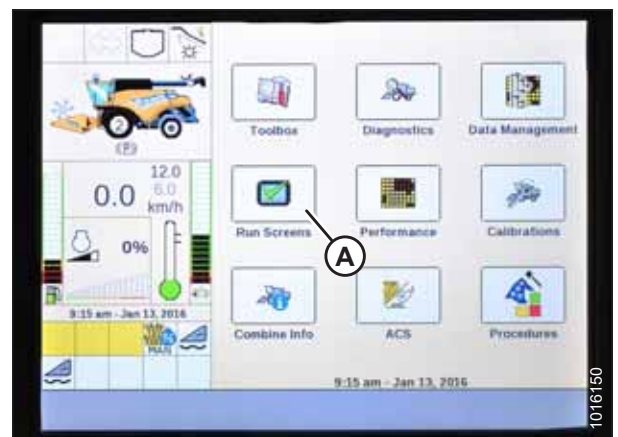 2
(P)
12.0
6.0
0.0
km/h
0%
9:15 am - Jan 13, 2016
MAN
Toolbox
Diagnostics
Data Management
Run Screens
Performance
Calibrations
A
Combine Info
ACS
Procedures
9:15 am - Jan 13, 2016
1016150